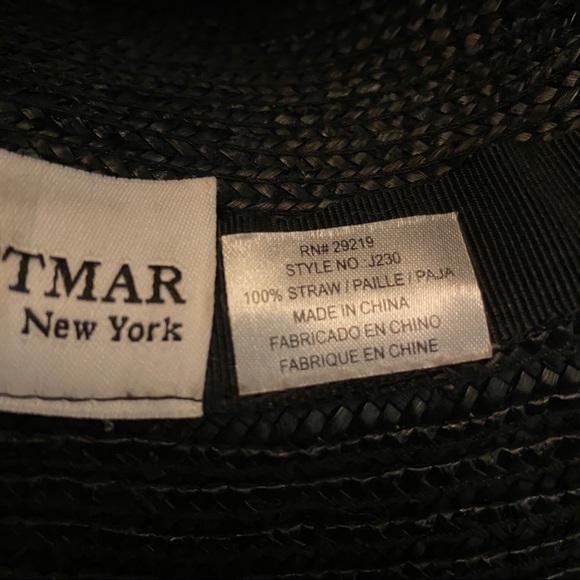 TMAR
New York
RN# 29219
STYLE NO. J230
100% STRAW / PAILLE / PAJA
MADE IN CHINA
FABRICADO EN CHINO
FABRIQUE EN CHINE